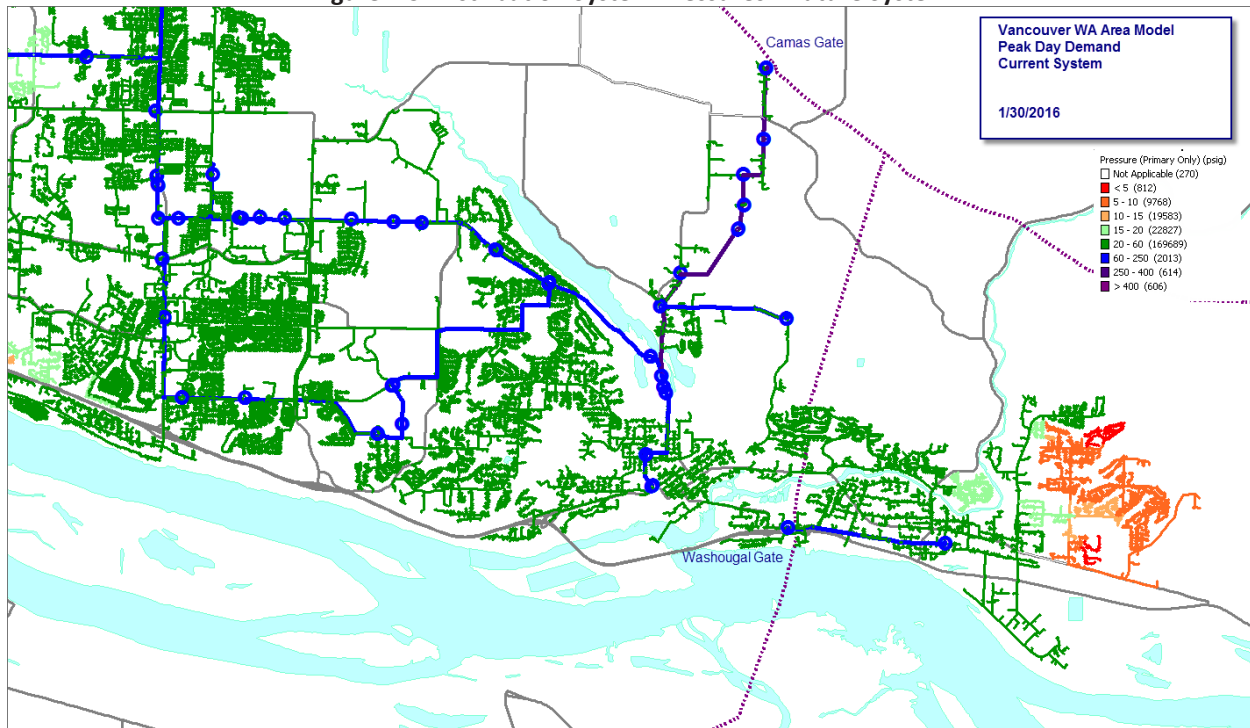 Camas Gate
Vancouver WA Area Model
Peak Day Demand
Current System
1/30/2016
Pressure (Primary Only) (psig)
Not Applicable (270)
< 5 (812)
5 - 10 (9768)
10 - 15 (19583)
15 - 20 (22827)
20 - 60 (169689)
60 - 250 (2013)
250 - 400 (614)
> 400 (606)
Washougal Gate